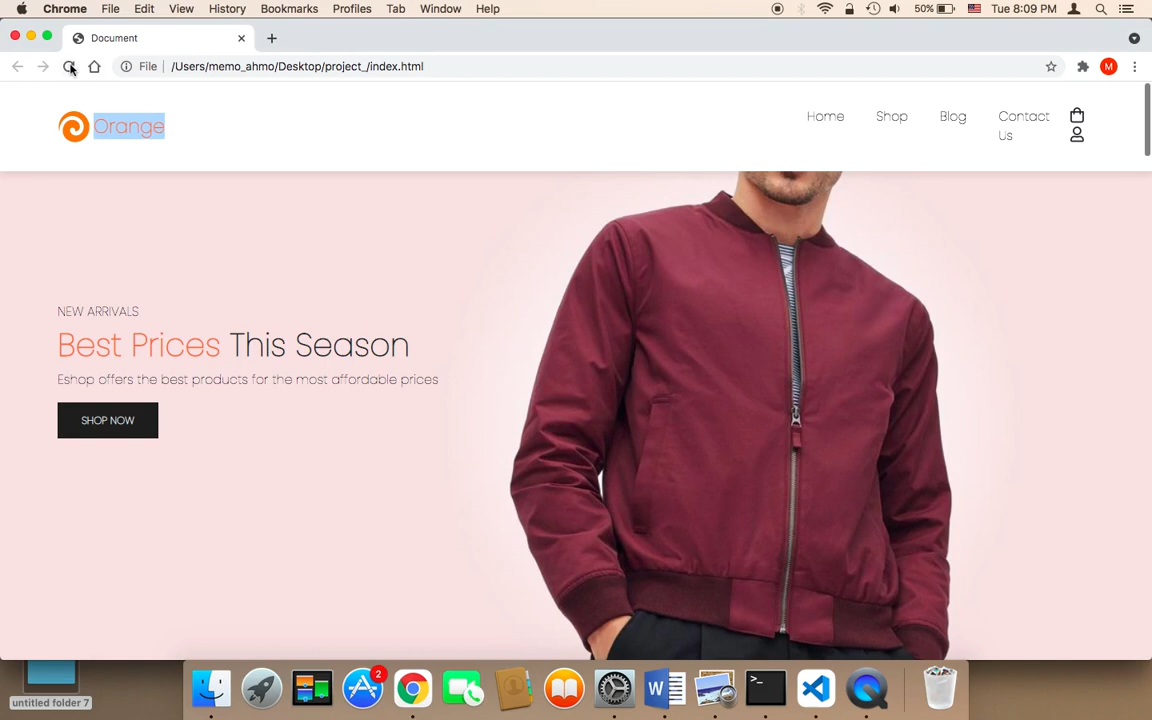 Chrome File Edit View History Bookmarks Profiles Tab Window Help 50% Tue 8:09 PM
Document
File /Users/memo_ahmo/Desktop/project_/index.html M
Orange
Home Shop Blog Contact Us
NEW ARRIVALS
Best Prices This Season
Eshop offers the best products for the most affordable prices
SHOP NOW
2
W
>_
untitled folder 7